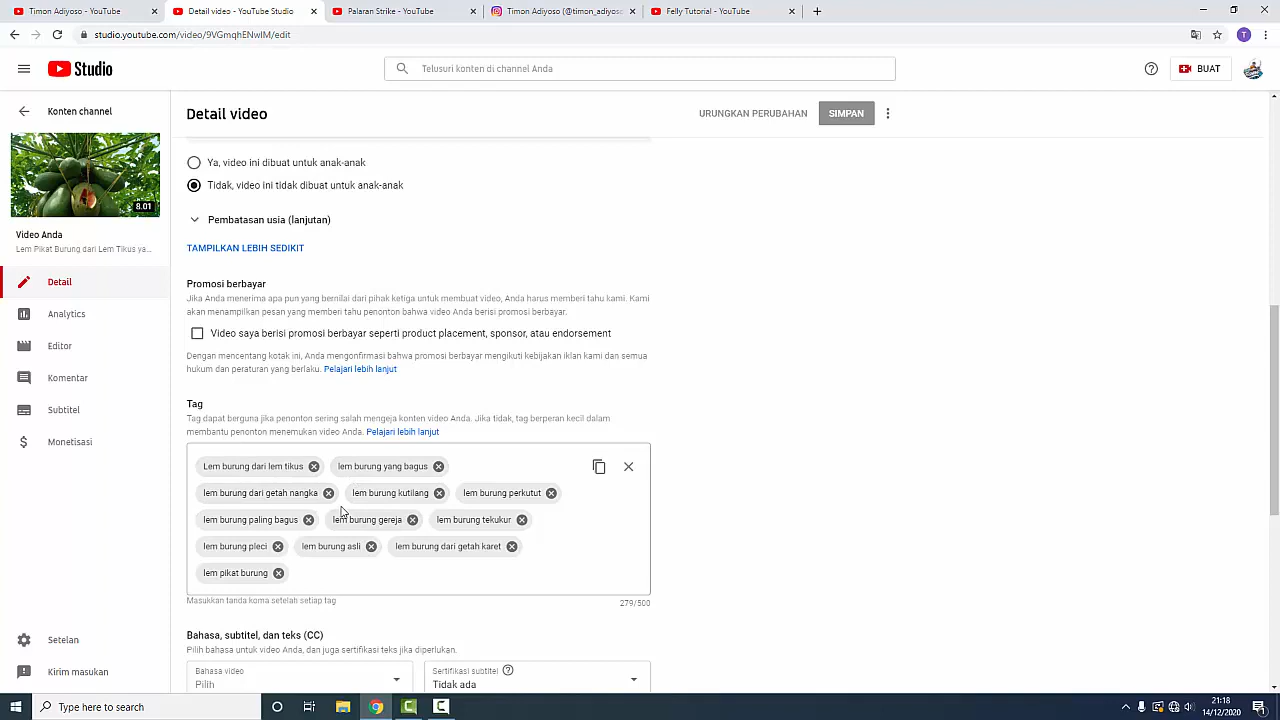 Timon Adiyoso - YouTube
Detail video - YouTube Studio
Palaran Strike - YouTube
Timon Adiyoso (@timon_adiyoso
Felly Tutorial - YouTube
studio.youtube.com/video/9VGmqhENwIM/edit
T
Studio
Telusuri konten di channel Anda
BUAT
Konten channel
Detail video
URUNGKAN PERUBAHAN
SIMPAN
8.01
Video Anda
Lem Pikat Burung dari Lem Tikus ya...
Detail
Analytics
Editor
Komentar
Subtitel
Monetisasi
Setelan
Kirim masukan
Ya, video ini dibuat untuk anak-anak
Tidak, video ini tidak dibuat untuk anak-anak
Pembatasan usia (lanjutan)
TAMPILKAN LEBIH SEDIKIT
Promosi berbayar
Jika Anda menerima apa pun yang bernilai dari pihak ketiga untuk membuat video, Anda harus memberi tahu kami. Kami
akan menampilkan pesan yang memberi tahu penonton bahwa video Anda berisi promosi berbayar.
Video saya berisi promosi berbayar seperti product placement, sponsor, atau endorsement
Dengan mencentang kotak ini, Anda mengonfirmasi bahwa promosi berbayar mengikuti kebijakan iklan kami dan semua
hukum dan peraturan yang berlaku. Pelajari lebih lanjut
Tag
Tag dapat berguna jika penonton sering salah mengeja konten video Anda. Jika tidak, tag berperan kecil dalam
membantu penonton menemukan video Anda. Pelajari lebih lanjut
Lem burung dari lem tikus lem burung yang bagus
lem burung dari getah nangka lem burung kutilang lem burung perkutut
lem burung paling bagus lem burung gereja lem burung tekukur
lem burung pleci lem burung asli lem burung dari getah karet
lem pikat burung
Masukkan tanda koma setelah setiap tag
279/500
Bahasa, subtitel, dan teks (CC)
Pilih bahasa untuk video Anda, dan juga sertifikasi teks jika diperlukan.
Bahasa video
Pilih
Sertifikasi subtitel
Tidak ada
Type here to search
21:18
14/12/2020